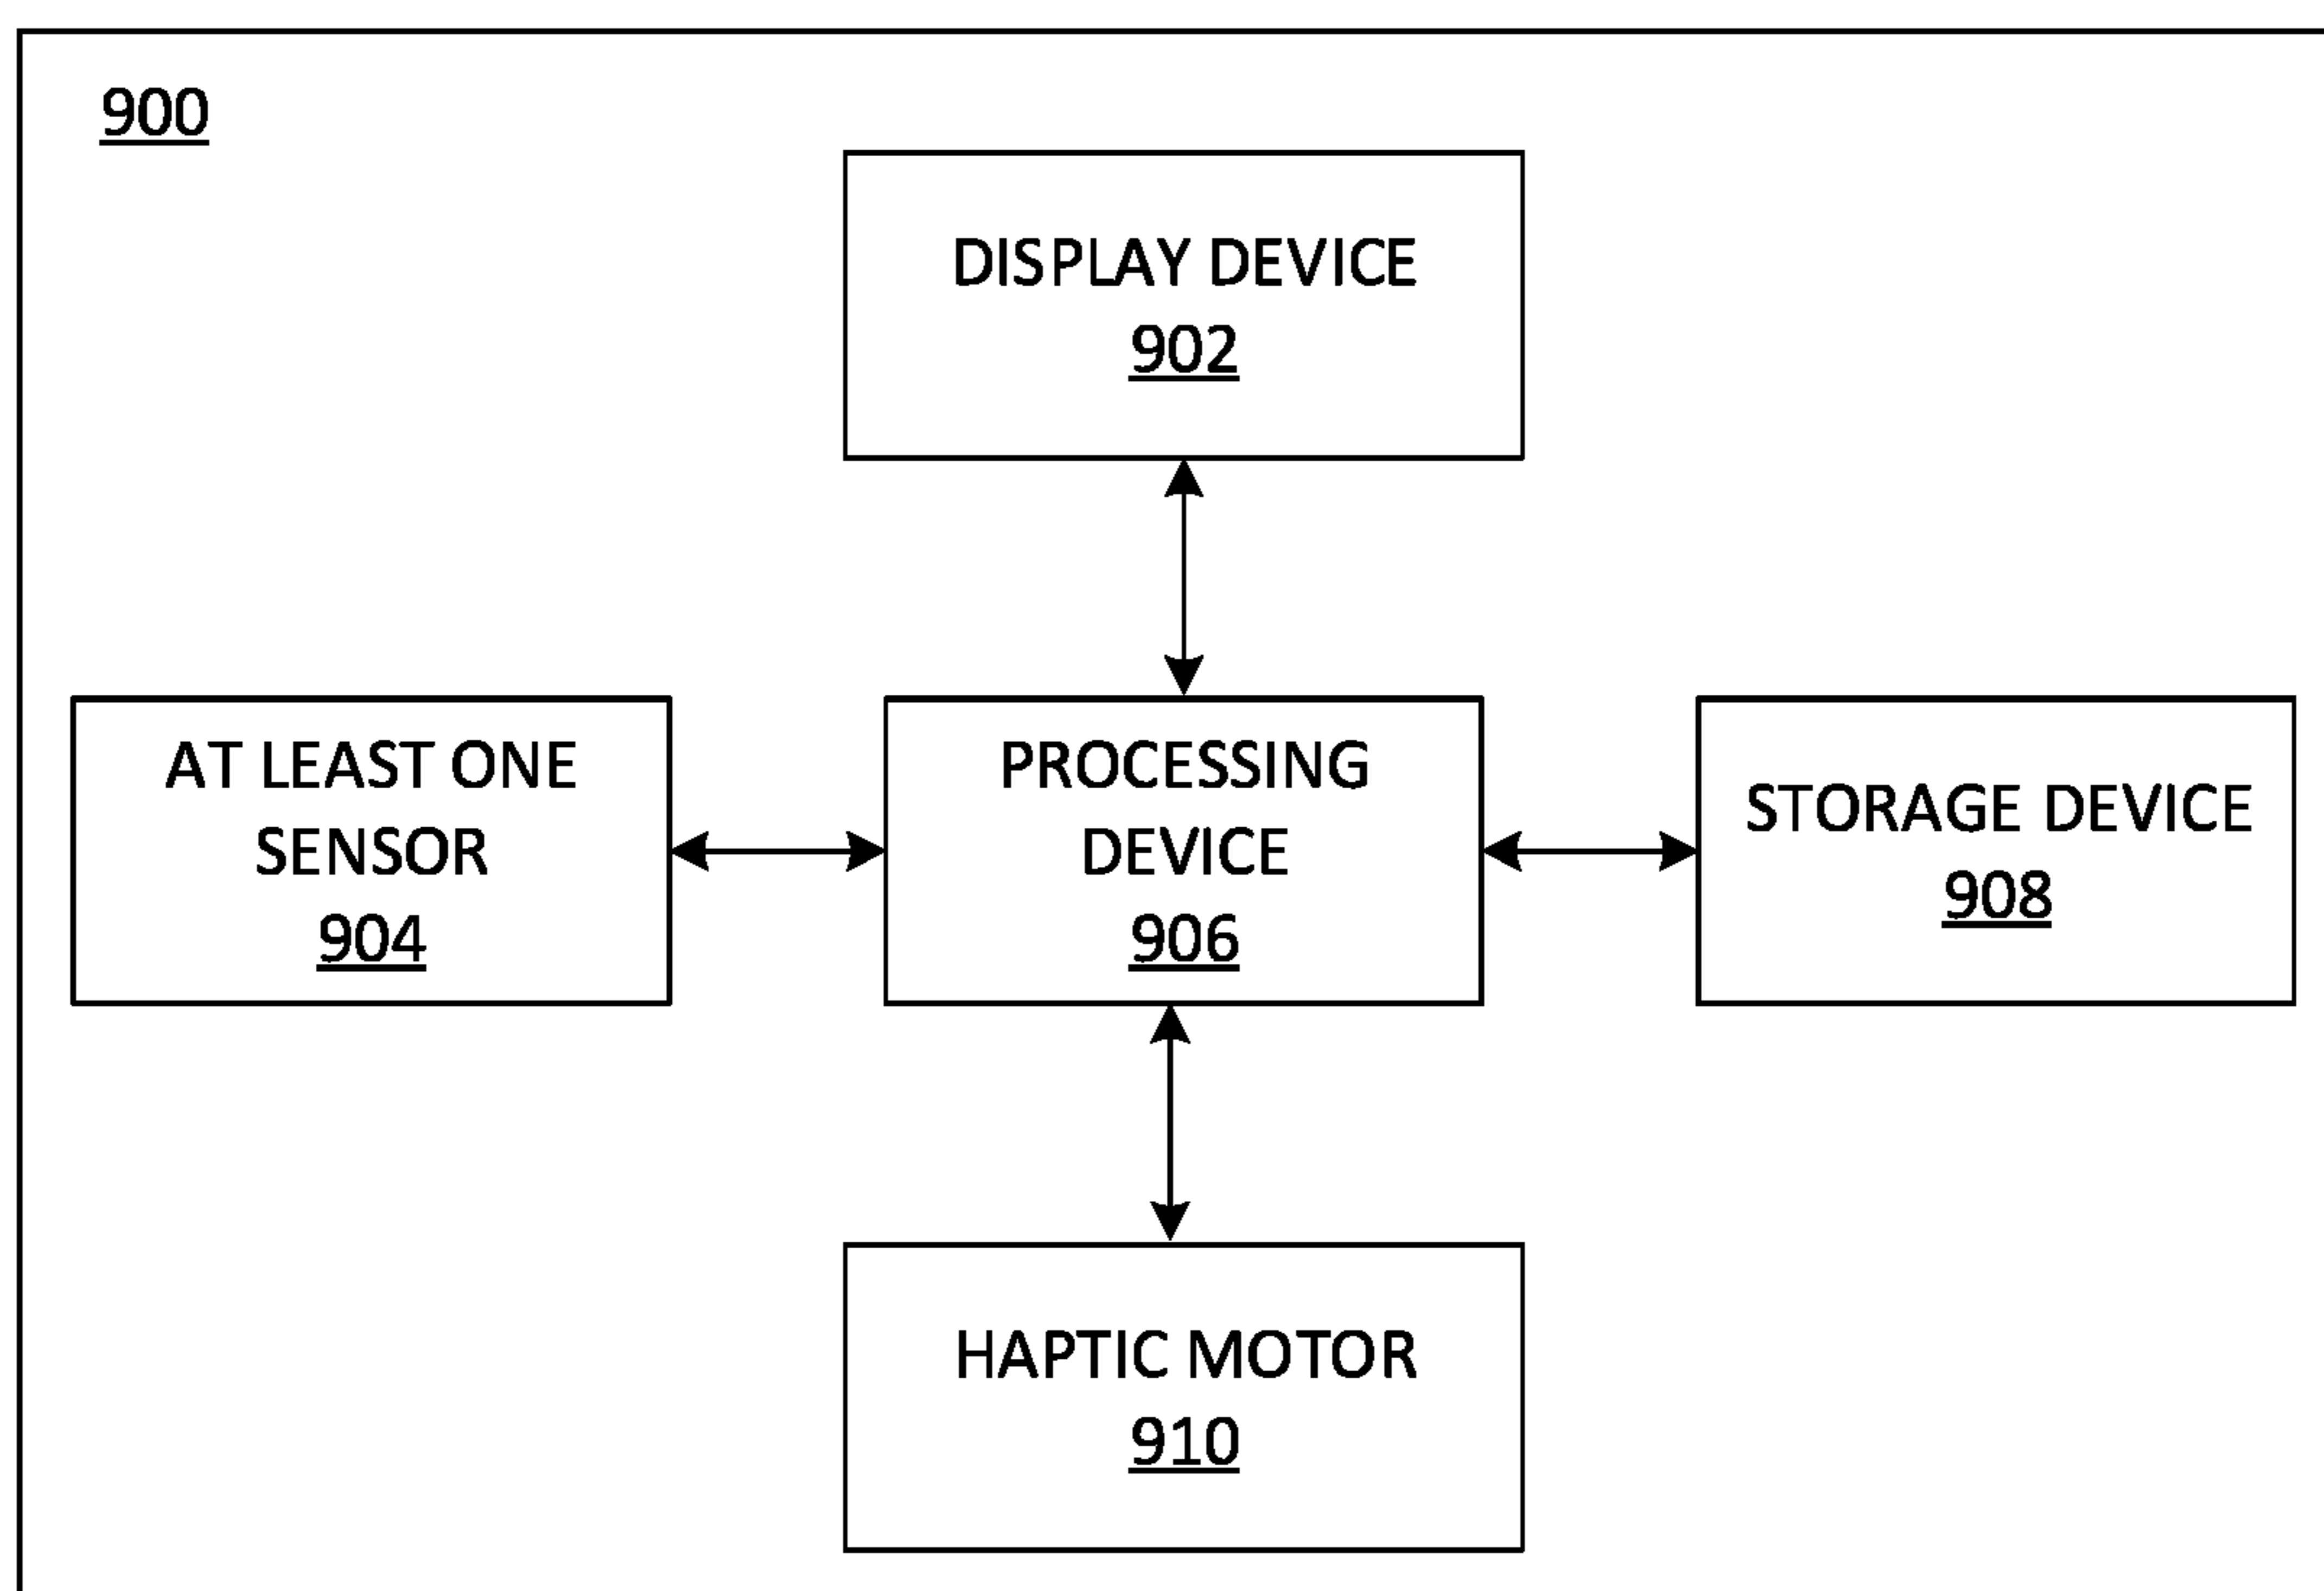 900
DISPLAY DEVICE
902
AT LEAST ONE
SENSOR
904
PROCESSING
DEVICE
906
STORAGE DEVICE
908
HAPTIC MOTOR
910